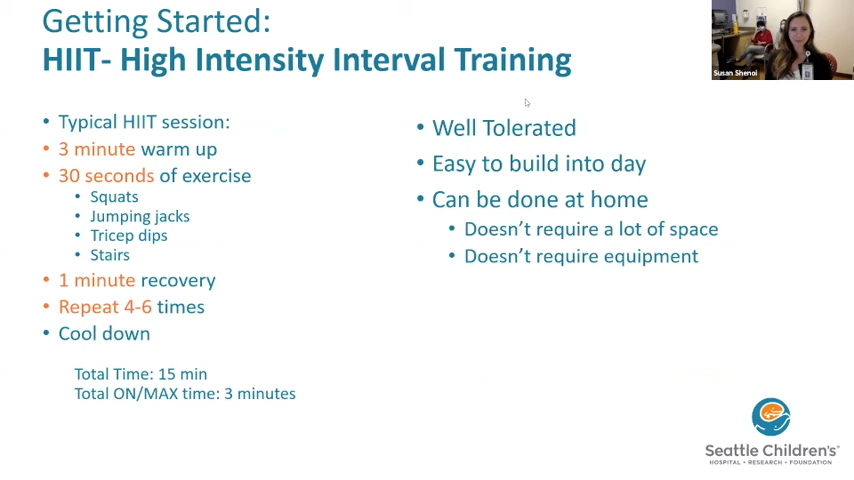 Getting Started:
HIIT- High Intensity Interval Training
Susan Shenoi
• Typical HIIT session:
• 3 minute warm up
• 30 seconds of exercise
• Squats
• Jumping jacks
• Tricep dips
• Stairs
• 1 minute recovery
• Repeat 4-6 times
• Cool down
Total Time: 15 min
Total ON/MAX time: 3 minutes
• Well Tolerated
• Easy to build into day
• Can be done at home
• Doesn't require a lot of space
• Doesn't require equipment
Seattle Children's®
HOSPITAL • RESEARCH • FOUNDATION